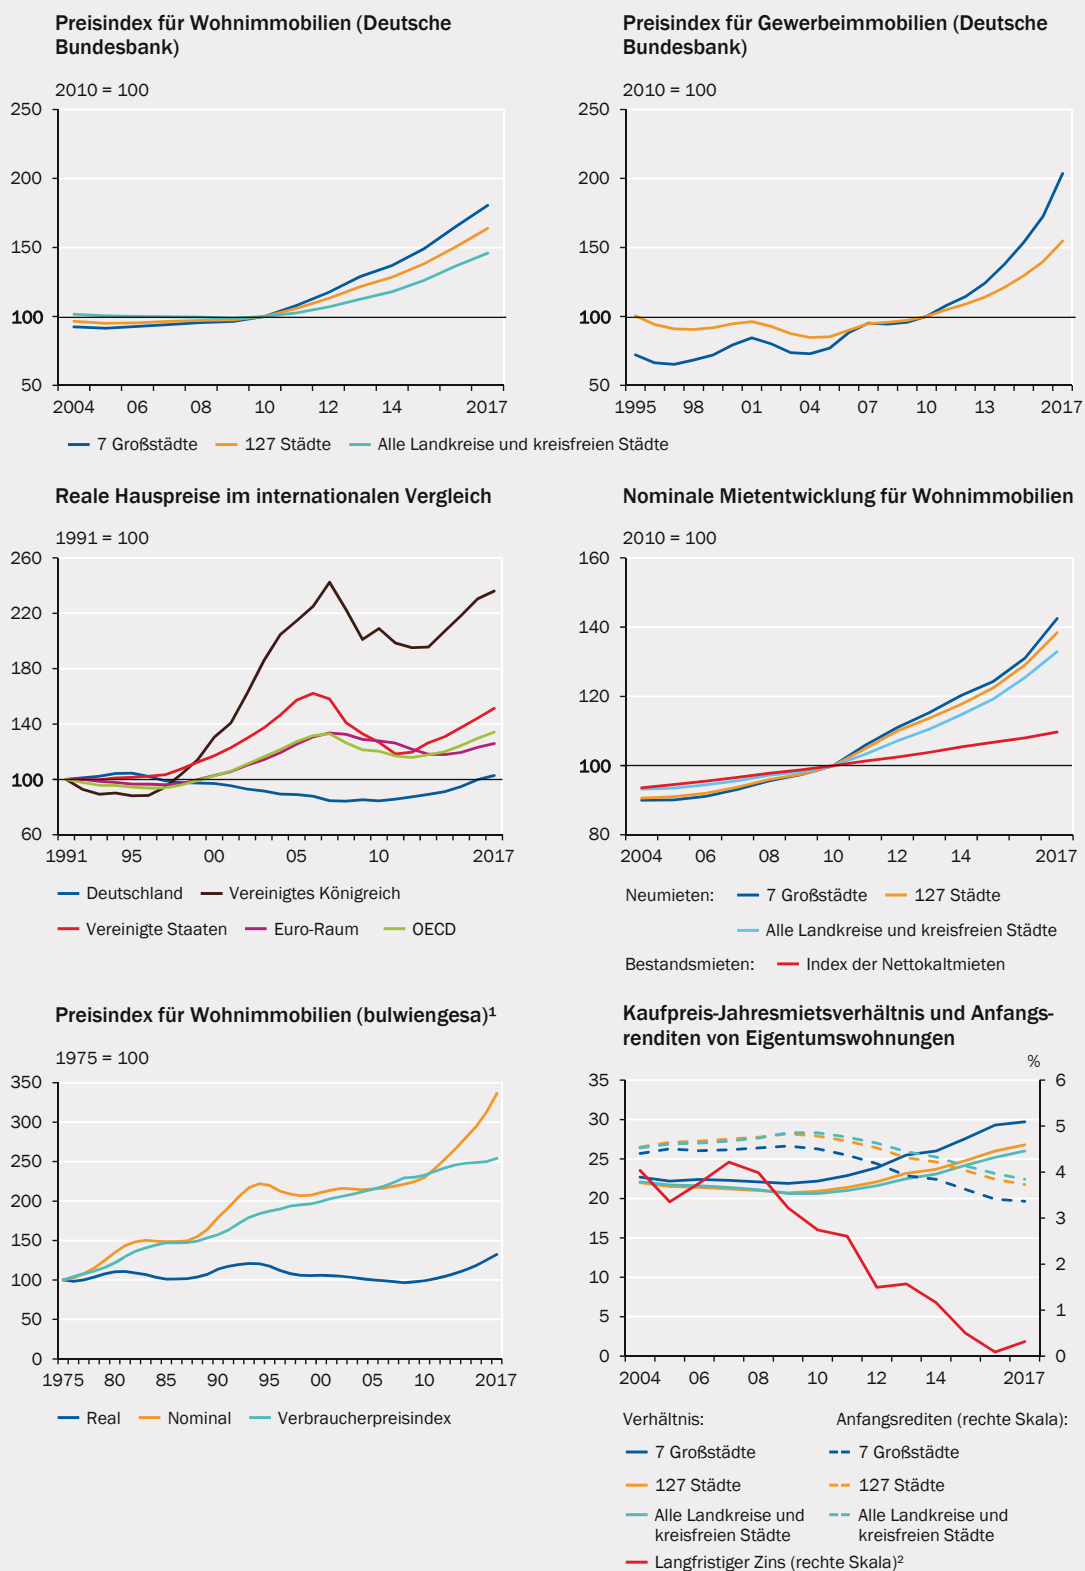 Preisindex für Wohnimmobilien (Deutsche
Bundesbank)
2010 = 100
250
200
150
100
50
2004 06 08 10 12 14 2017
Preisindex für Gewerbeimmobilien (Deutsche
Bundesbank)
2010 = 100
250
200
150
100
50
1995 98 01 04 07 10 13 2017
7 Großstädte 127 Städte Alle Landkreise und kreisfreien Städte
Reale Hauspreise im internationalen Vergleich
1991 = 100
260
220
180
140
100
60
1991 95 00 05 10 2017
Deutschland Vereinigtes Königreich
Vereinigte Staaten Euro-Raum OECD
Nominale Mietentwicklung für Wohnimmobilien
2010 = 100
160
140
120
100
80
2004 06 08 10 12 14 2017
Neumieten: 7 Großstädte 127 Städte
Alle Landkreise und kreisfreien Städte
Bestandsmieten: Index der Nettokaltmieten
Preisindex für Wohnimmobilien (bulwiengesa)¹
1975 = 100
350
300
250
200
150
100
50
0
1975 80 85 90 95 00 05 10 2017
Real Nominal Verbraucherpreisindex
Kaufpreis-Jahresmietsverhältnis und Anfangs-
renditen von Eigentumswohnungen
%
35 6
30 5
25 4
20 3
15 2
10 1
5 0
0
2004 06 08 10 12 14 2017
Verhältnis: Anfangsrediten (rechte Skala):
7 Großstädte 7 Großstädte
127 Städte 127 Städte
Alle Landkreise und Alle Landkreise und
kreisfreien Städte kreisfreien Städte
Langfristiger Zins (rechte Skala)²